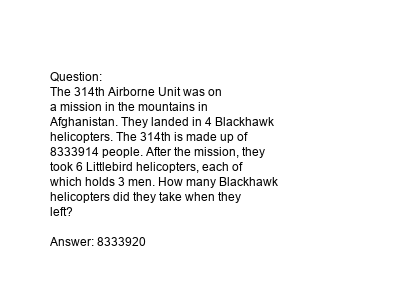 Question:
The 314th Airborne Unit was on
a mission in the mountains in
Afghanistan. They landed in 4 Blackhawk
helicopters. The 314th is made up of
8333914 people. After the mission, they
took 6 Littlebird helicopters, each of
which holds 3 men. How many Blackhawk
helicopters did they take when they
left?

Answer: 8333920